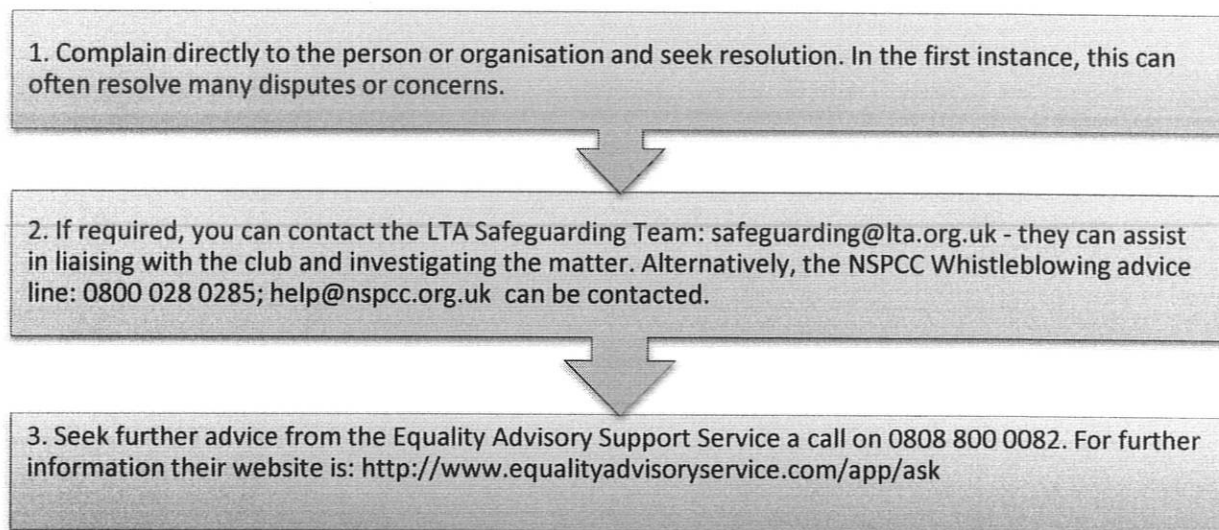 1. Complain directly to the person or organisation and seek resolution. In the first instance, this can
often resolve many disputes or concerns.
2. If required, you can contact the LTA Safeguarding Team: safeguarding@lta.org.uk - they can assist
in liaising with the club and investigating the matter. Alternatively, the NSPCC Whistleblowing advice
line: 0800 028 0285; help@nspcc.org.uk can be contacted.
3. Seek further advice from the Equality Advisory Support Service a call on 0808 800 0082. For further
information their website is: http://www.equalityadvisoryservice.com/app/ask